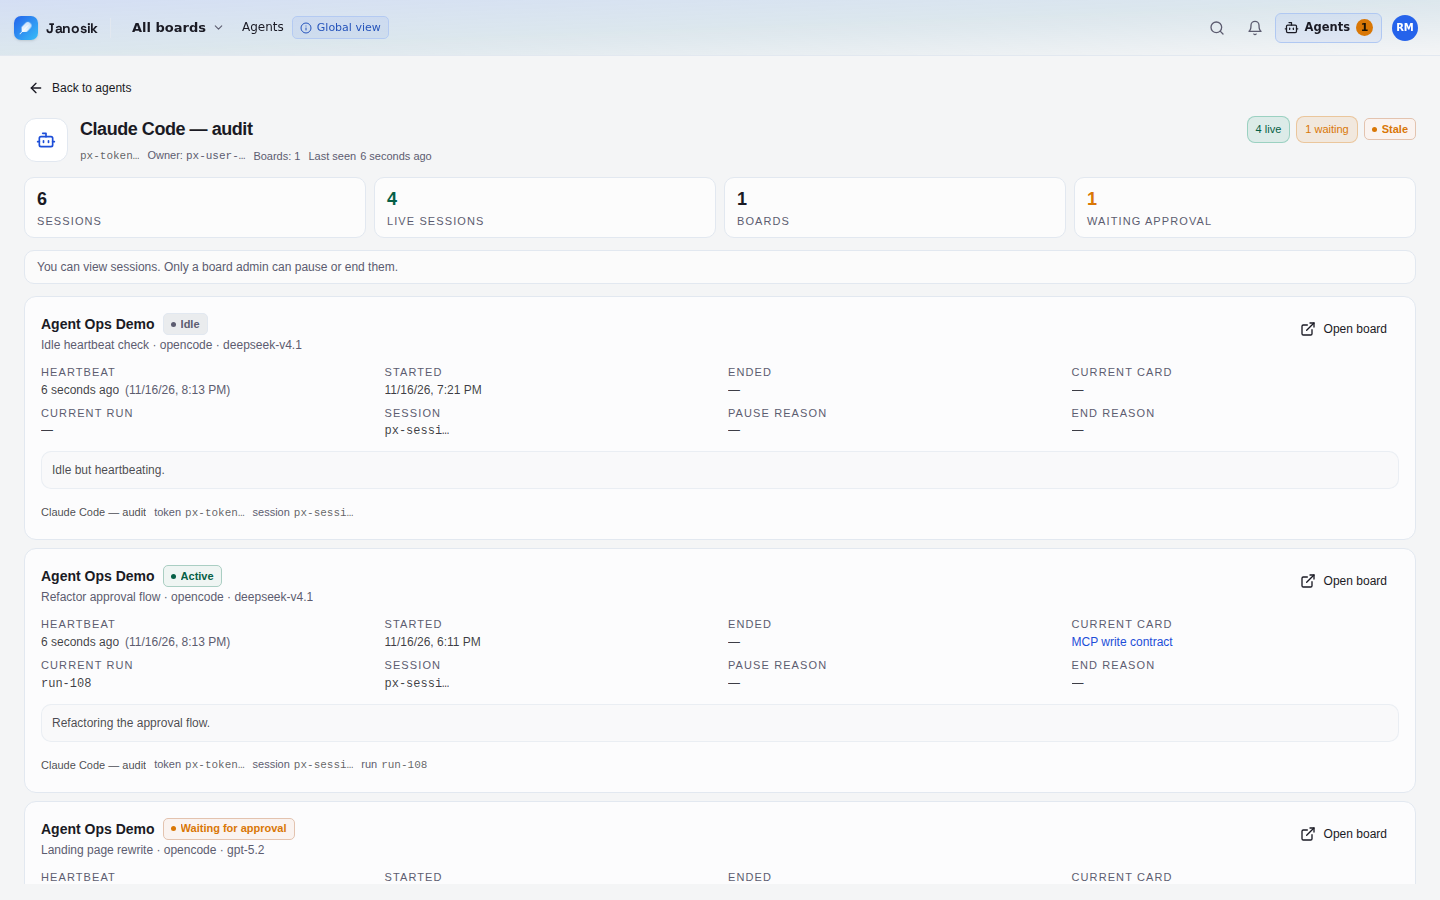 Janosik
All boards
Agents
Global view
Agents 1
RM
Back to agents
Claude Code — audit
px-token… Owner: px-user-… Boards: 1 Last seen 6 seconds ago
4 live
1 waiting
Stale
6
SESSIONS
4
LIVE SESSIONS
1
BOARDS
1
WAITING APPROVAL
You can view sessions. Only a board admin can pause or end them.
Agent Ops Demo Idle
Open board
Idle heartbeat check · opencode · deepseek-v4.1
HEARTBEAT STARTED ENDED CURRENT CARD
6 seconds ago (11/16/26, 8:13 PM) 11/16/26, 7:21 PM — —
CURRENT RUN SESSION PAUSE REASON END REASON
— px-sessi… — —
Idle but heartbeating.
Claude Code — audit token px-token… session px-sessi…
Agent Ops Demo Active
Open board
Refactor approval flow · opencode · deepseek-v4.1
HEARTBEAT STARTED ENDED CURRENT CARD
6 seconds ago (11/16/26, 8:13 PM) 11/16/26, 6:11 PM — MCP write contract
CURRENT RUN SESSION PAUSE REASON END REASON
run-108 px-sessi… — —
Refactoring the approval flow.
Claude Code — audit token px-token… session px-sessi… run run-108
Agent Ops Demo Waiting for approval
Open board
Landing page rewrite · opencode · gpt-5.2
HEARTBEAT STARTED ENDED CURRENT CARD